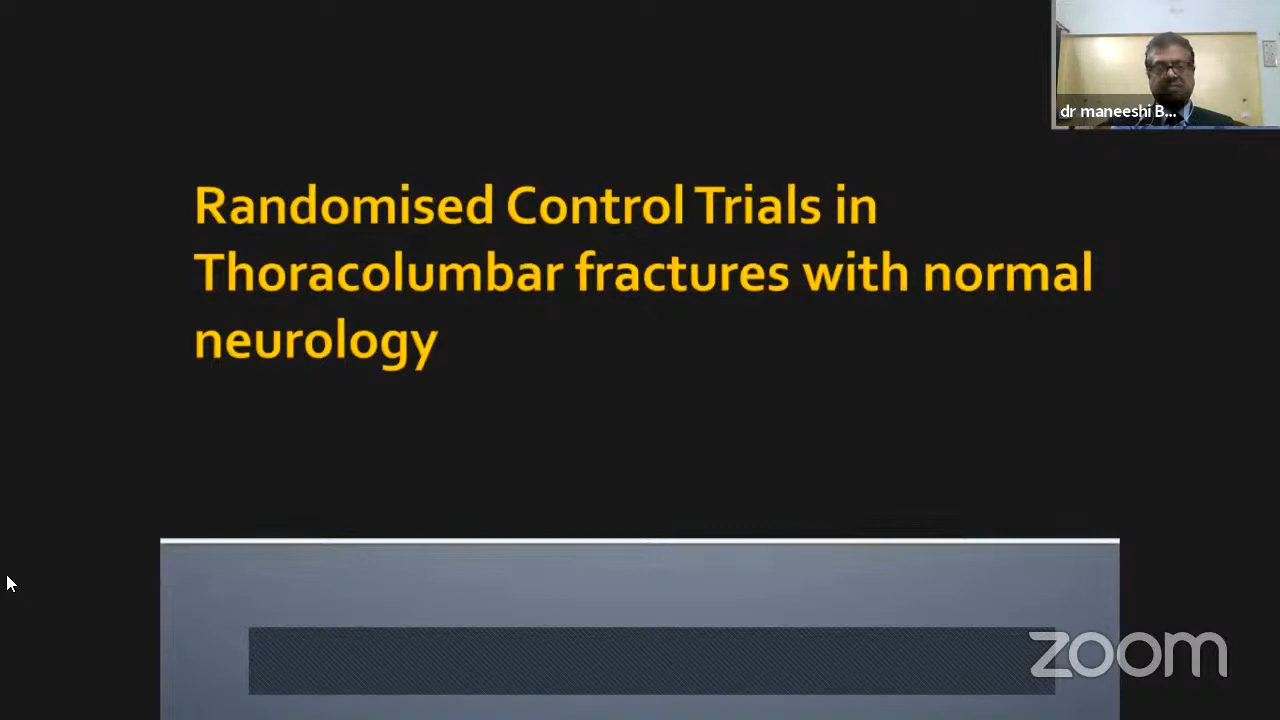 dr maneeshi B...
Randomised Control Trials in
Thoracolumbar fractures with normal
neurology
zoom